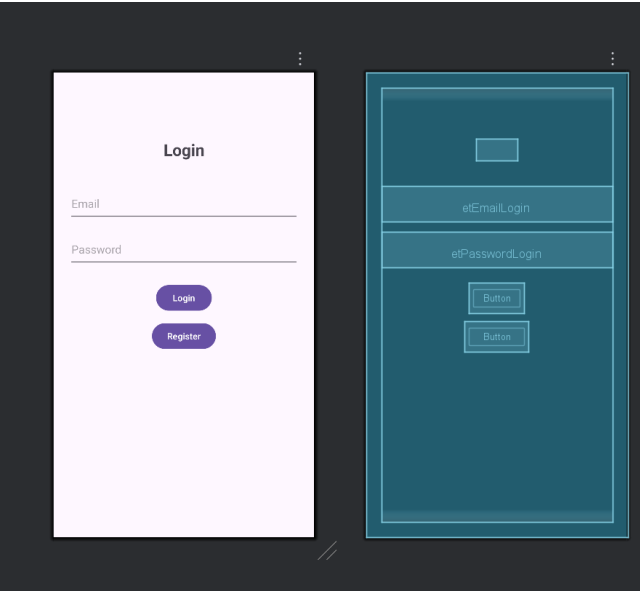 Login
Email
Password
Login
Register
etEmailLogin
etPasswordLogin
Button
Button